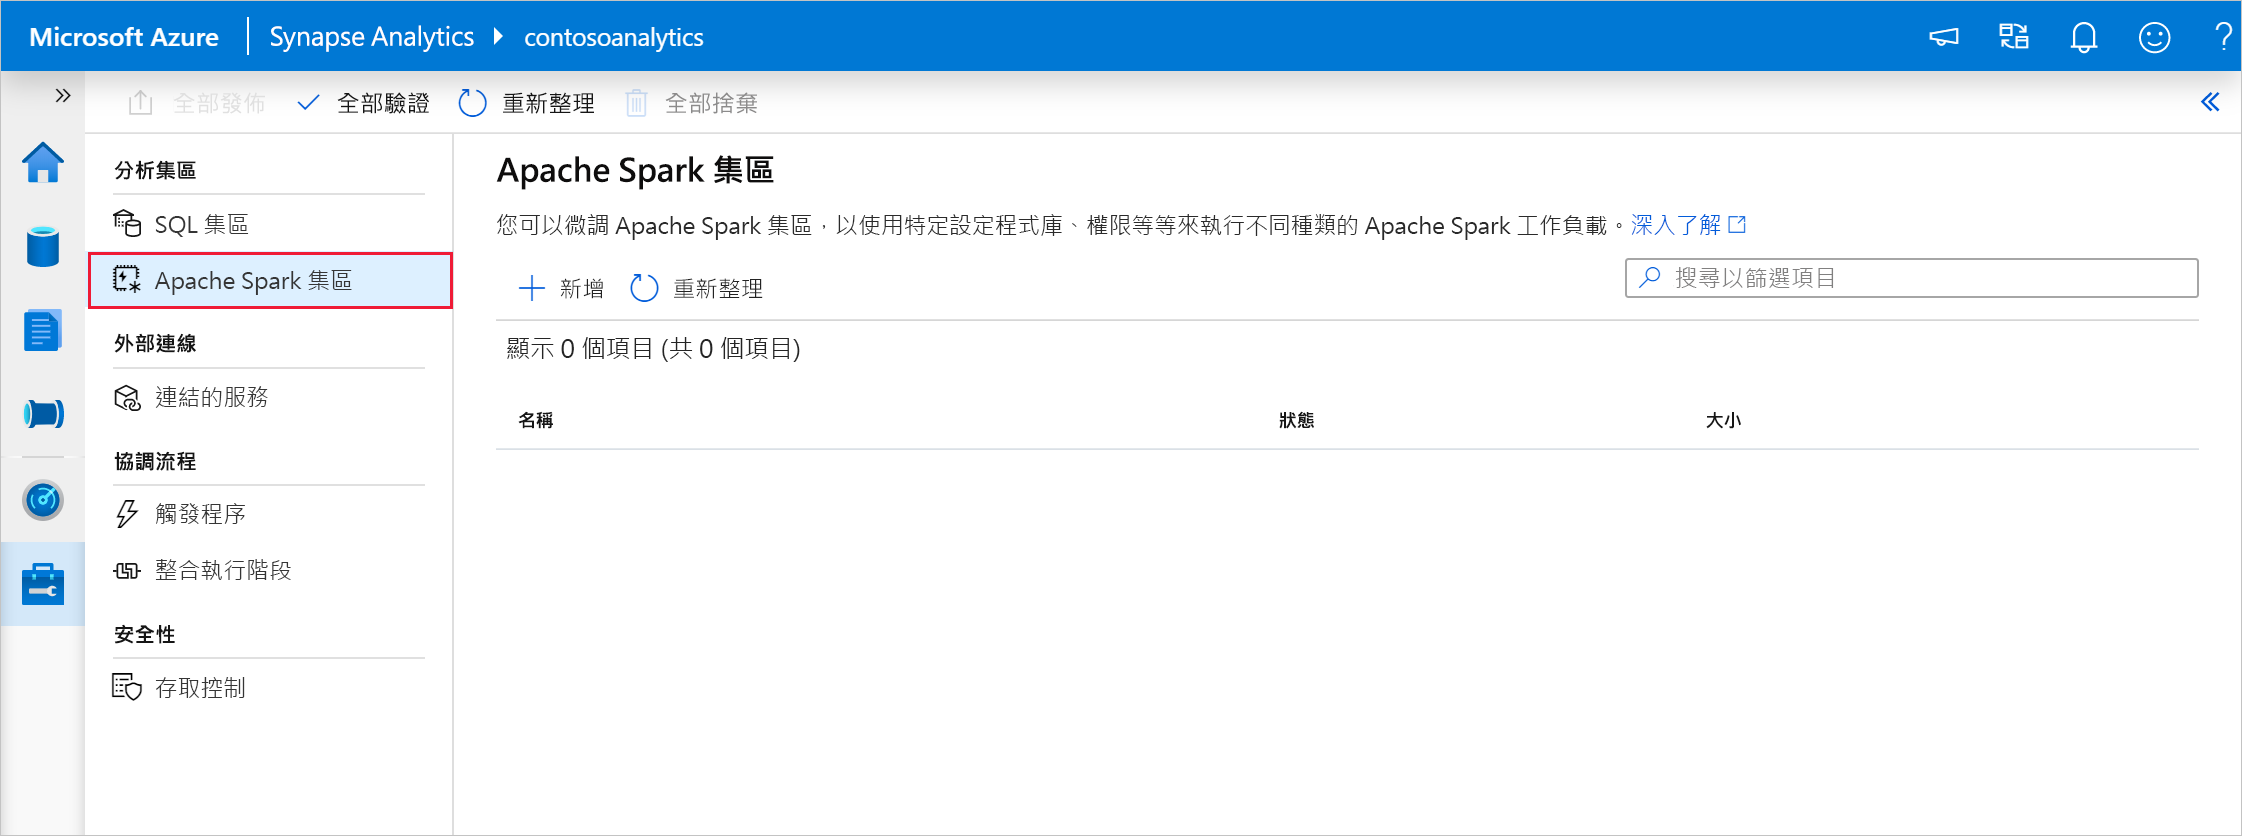 Microsoft Azure
Synapse Analytics
contosoanalytics
全部發佈
全部驗證
重新整理
全部捨棄
分析集區
SQL 集區
Apache Spark 集區
外部連線
連結的服務
協調流程
觸發程序
整合執行階段
安全性
存取控制
Apache Spark 集區
您可以微調 Apache Spark 集區，以使用特定設定程式庫、權限等等來執行不同種類的 Apache Spark 工作負載。深入了解
新增
重新整理
搜尋以篩選項目
顯示 0 個項目 (共 0 個項目)
名稱
狀態
大小